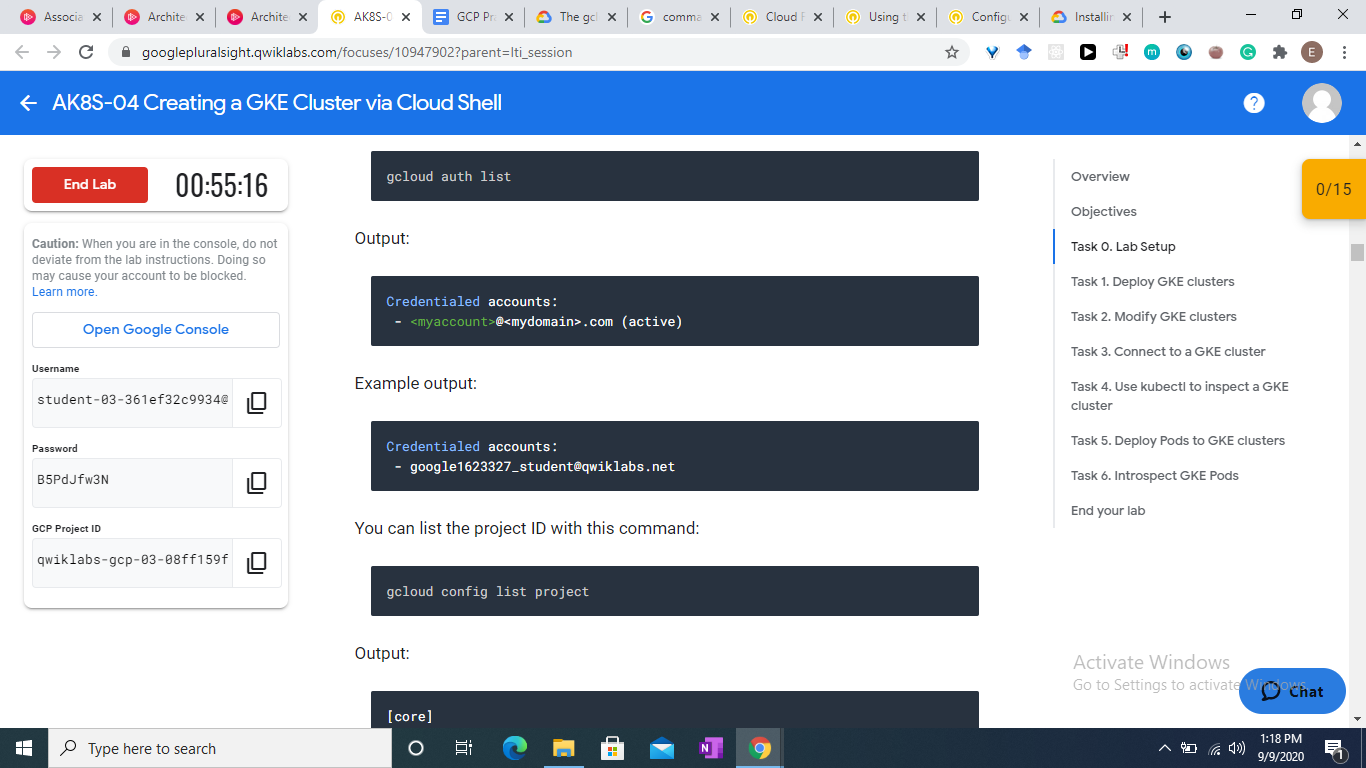 Associa
Archite
Archite
AK8S-0
GCP Pr
The gcl
comma
Cloud F
Using t
Config
Installin
googlepluralsight.qwiklabs.com/focuses/10947902?parent=lti_session
E
AK8S-04 Creating a GKE Cluster via Cloud Shell
End Lab
00:55:16
Caution: When you are in the console, do not
deviate from the lab instructions. Doing so
may cause your account to be blocked.
Learn more.
Open Google Console
Username
student-03-361ef32c9934@
Password
B5PdJfw3N
GCP Project ID
qwiklabs-gcp-03-08ff159f
gcloud auth list
Output:
Credentialed accounts:
- <myaccount>@<mydomain>.com (active)
Example output:
Credentialed accounts:
- google1623327_student@qwiklabs.net
You can list the project ID with this command:
gcloud config list project
Output:
[core]
Overview
Objectives
Task 0. Lab Setup
Task 1. Deploy GKE clusters
Task 2. Modify GKE clusters
Task 3. Connect to a GKE cluster
Task 4. Use kubectl to inspect a GKE
cluster
Task 5. Deploy Pods to GKE clusters
Task 6. Introspect GKE Pods
End your lab
0/15
Activate Windows
Go to Settings to activate Windows.
Chat
Type here to search
1:18 PM
9/9/2020
1